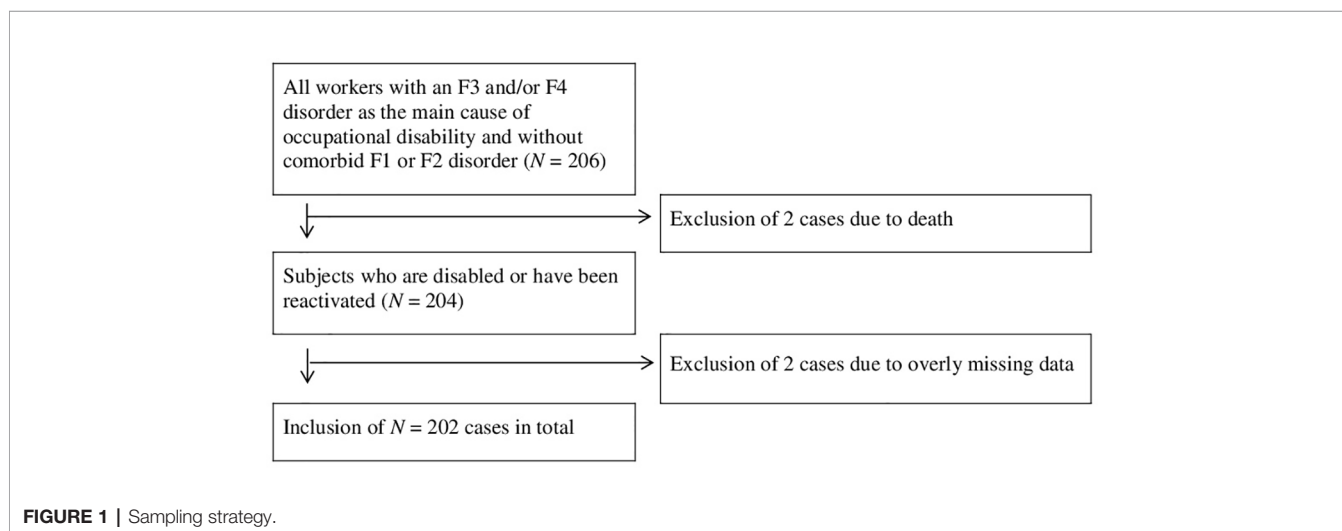 All workers with an F3 and/or F4
disorder as the main cause of
occupational disability and without
comorbid F1 or F2 disorder (N = 206)
Exclusion of 2 cases due to death
Subjects who are disabled or have been
reactivated (N = 204)
Exclusion of 2 cases due to overly missing data
Inclusion of N = 202 cases in total
FIGURE 1 | Sampling strategy.